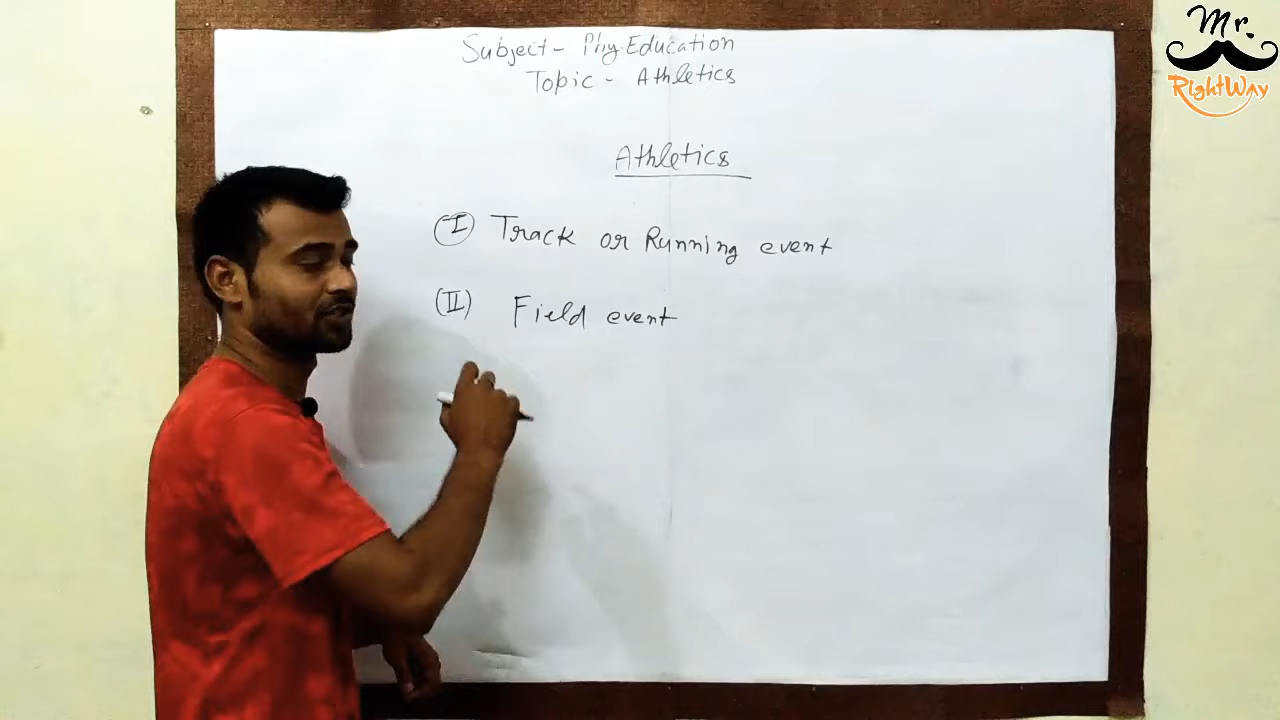 Subject - Phy. Education
Topic - Athletics
Athletics
(I) Track or Running event
(II) Field event
Mr.
RightWay